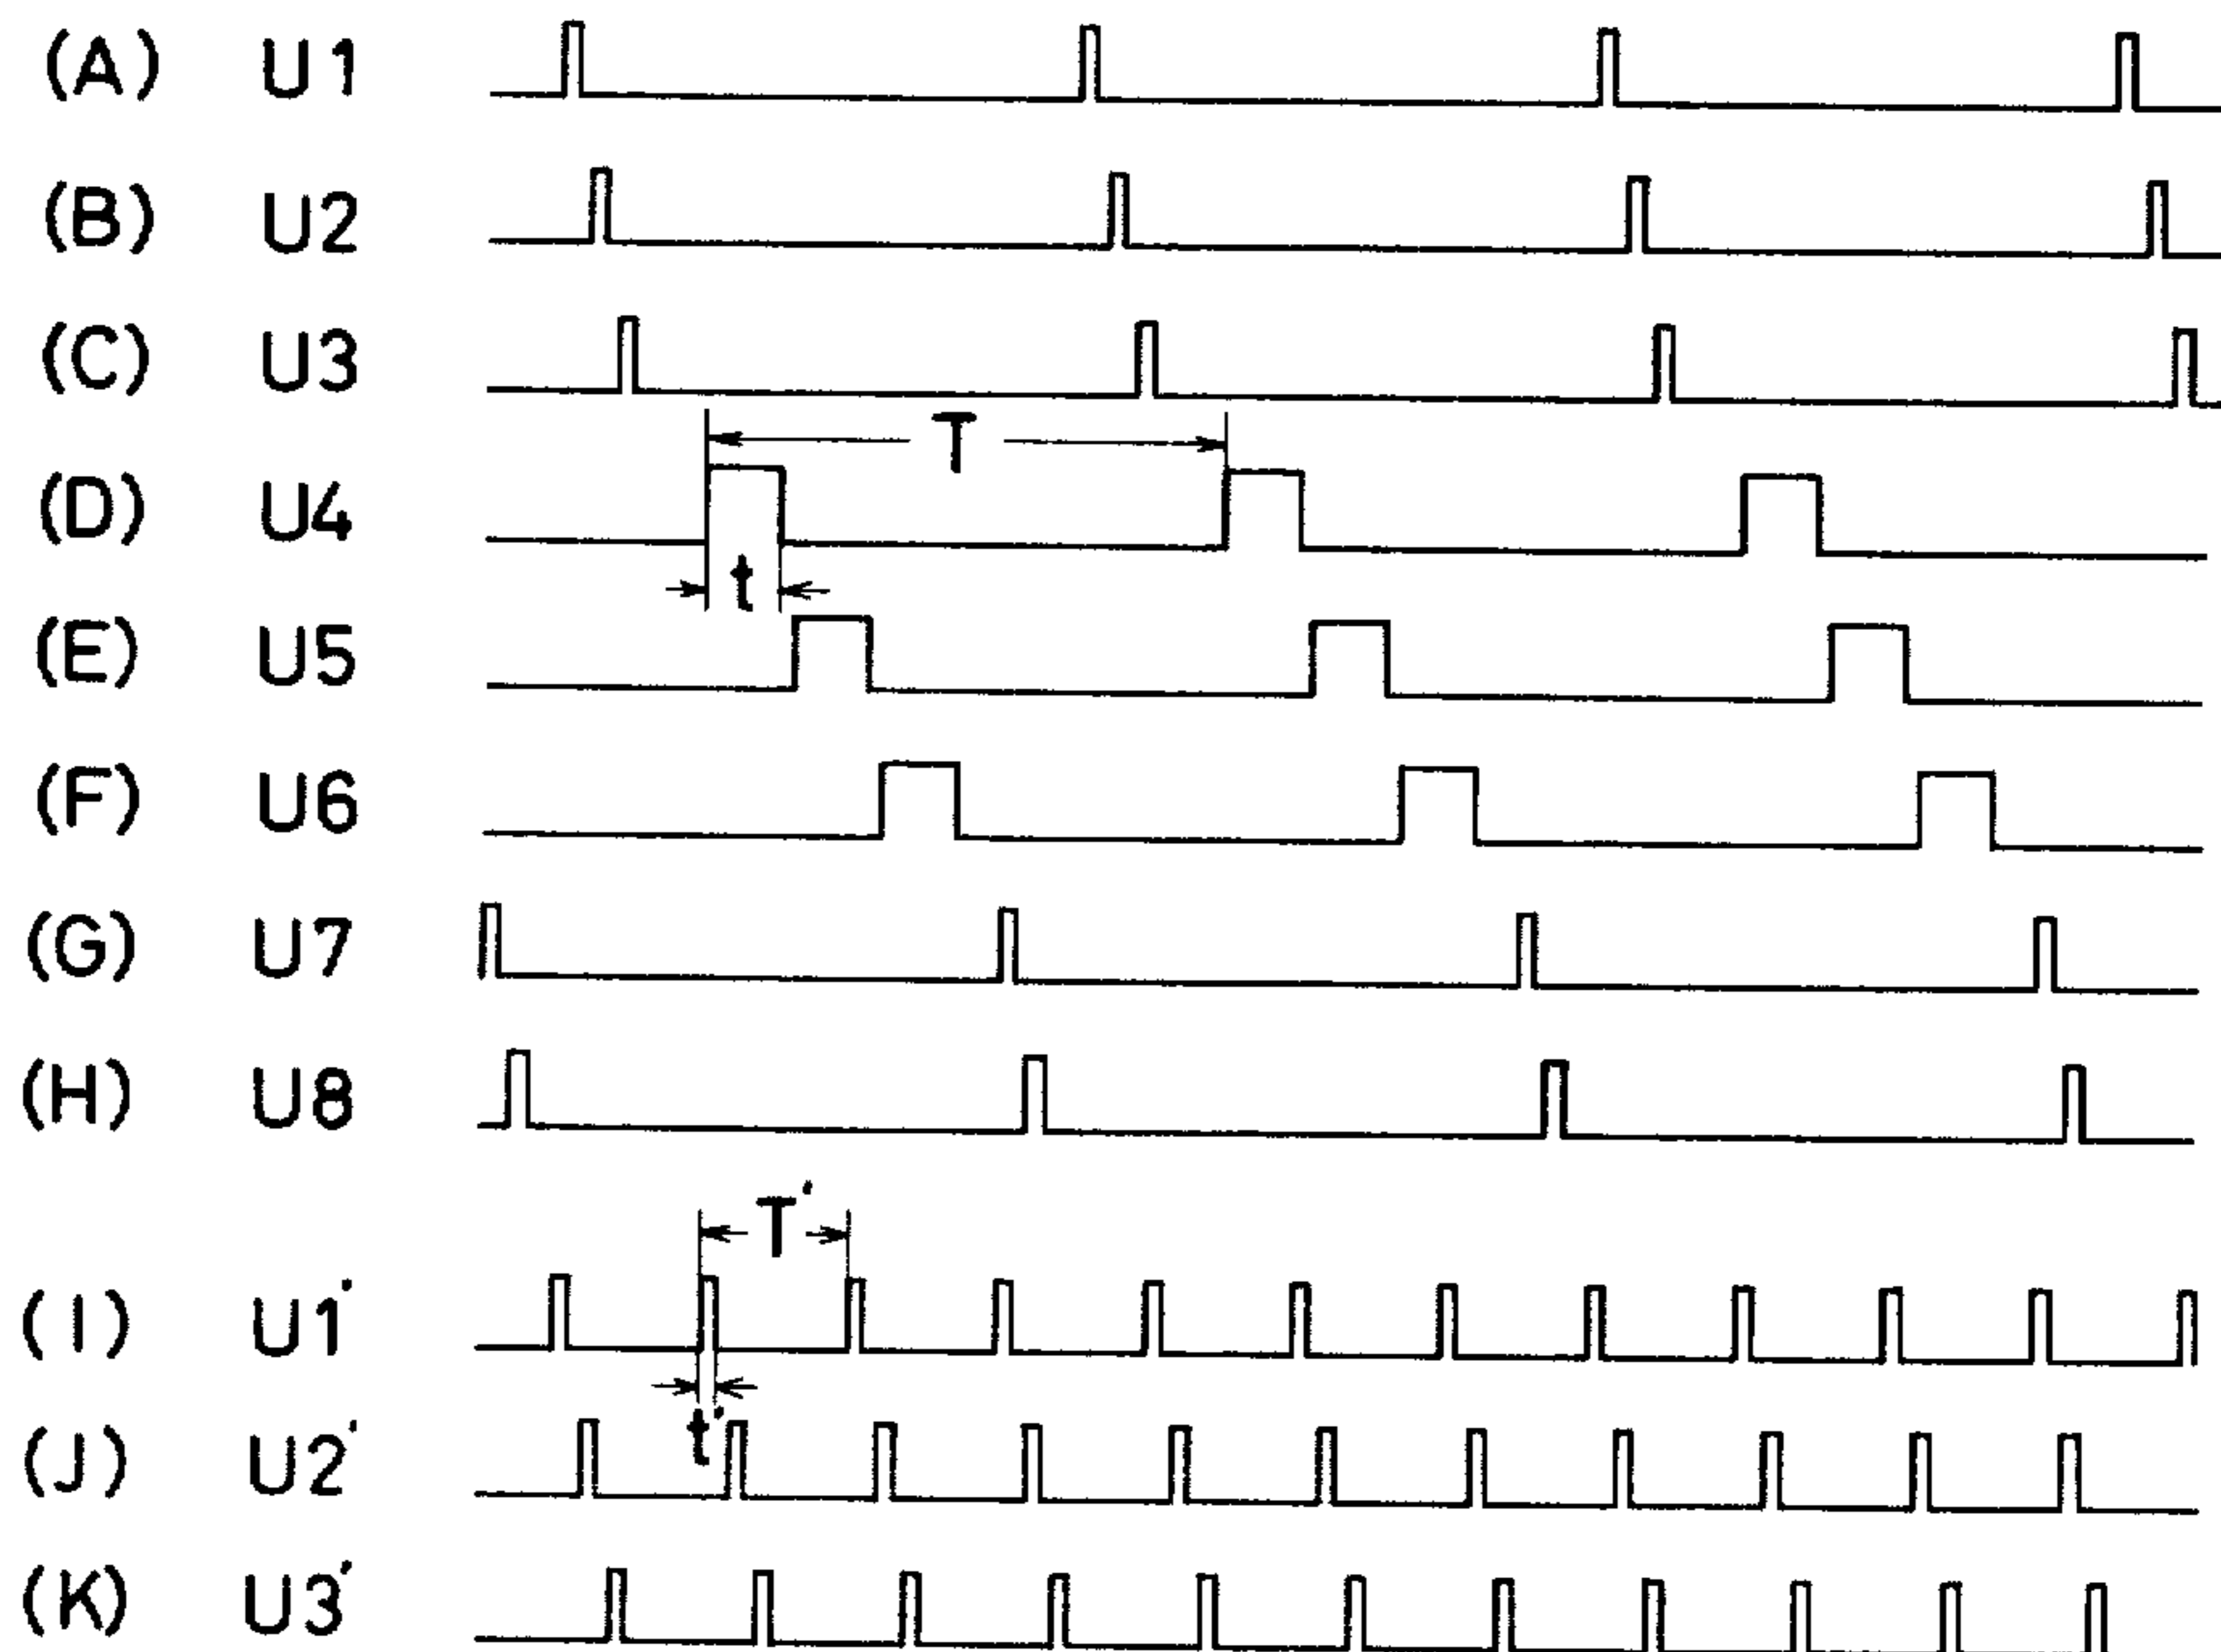 (A) U1
(B) U2
(C) U3
T
(D) U4
t
(E) U5
(F) U6
(G) U7
(H) U8
T'
(I) U1'
t'
(J) U2'
(K) U3'